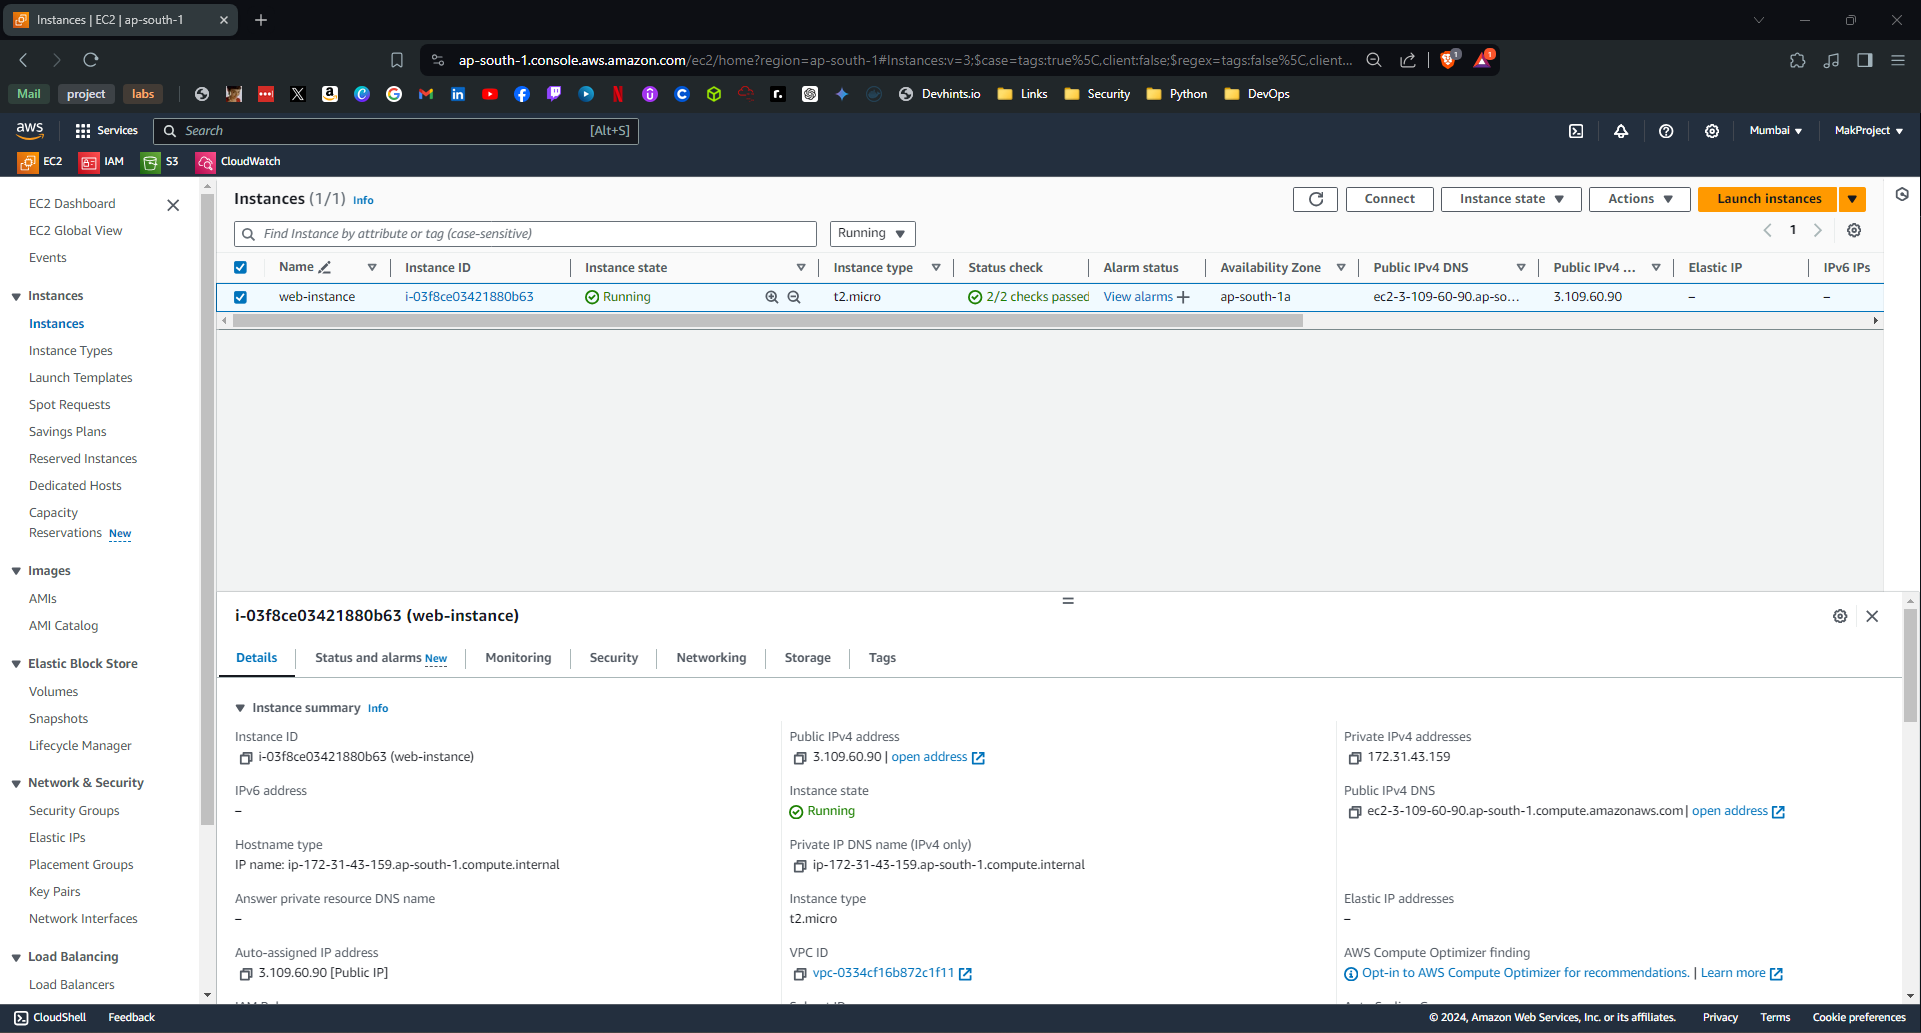 Instances | EC2 | ap-south-1
ap-south-1.console.aws.amazon.com/ec2/home?region=ap-south-1#Instances:v=3;$case=tags:true%5C,client:false;$regex=tags:false%5C,client...
1
1
Mail
project
labs
Devhints.io
Links
Security
Python
DevOps
aws
Services
Search
[Alt+S]
Mumbai
MakProject
EC2
IAM
S3
CloudWatch
EC2 Dashboard
EC2 Global View
Events
Instances
Instances
Instance Types
Launch Templates
Spot Requests
Savings Plans
Reserved Instances
Dedicated Hosts
Capacity
Reservations New
Images
AMIs
AMI Catalog
Elastic Block Store
Volumes
Snapshots
Lifecycle Manager
Network & Security
Security Groups
Elastic IPs
Placement Groups
Key Pairs
Network Interfaces
Load Balancing
Load Balancers
Instances (1/1) Info
Connect
Instance state
Actions
Launch instances
Find Instance by attribute or tag (case-sensitive)
Running
1
Name Instance ID Instance state Instance type Status check Alarm status Availability Zone Public IPv4 DNS Public IPv4 ... Elastic IP IPv6 IPs
web-instance i-03f8ce03421880b63 Running t2.micro 2/2 checks passed View alarms + ap-south-1a ec2-3-109-60-90.ap-so... 3.109.60.90 – –
i-03f8ce03421880b63 (web-instance)
Details Status and alarms New Monitoring Security Networking Storage Tags
Instance summary Info
Instance ID
i-03f8ce03421880b63 (web-instance)
Public IPv4 address
3.109.60.90 | open address
Private IPv4 addresses
172.31.43.159
IPv6 address
–
Instance state
Running
Public IPv4 DNS
ec2-3-109-60-90.ap-south-1.compute.amazonaws.com | open address
Hostname type
IP name: ip-172-31-43-159.ap-south-1.compute.internal
Private IP DNS name (IPv4 only)
ip-172-31-43-159.ap-south-1.compute.internal
Answer private resource DNS name
–
Instance type
t2.micro
Elastic IP addresses
–
Auto-assigned IP address
3.109.60.90 [Public IP]
VPC ID
vpc-0334cf16b872c1f11
AWS Compute Optimizer finding
Opt-in to AWS Compute Optimizer for recommendations. | Learn more
CloudShell
Feedback
© 2024, Amazon Web Services, Inc. or its affiliates.
Privacy
Terms
Cookie preferences